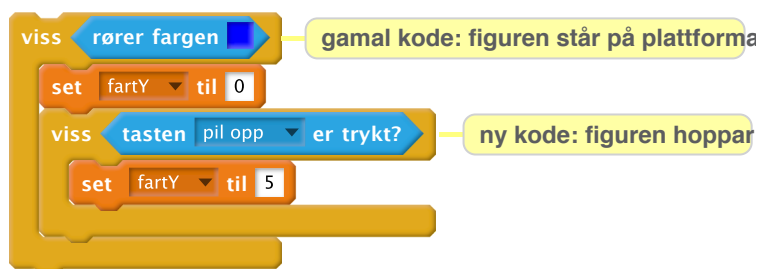 viss rører fargen gamal kode: figuren står på plattforma
set fartY til 0
viss tasten pil opp er trykt? ny kode: figuren hoppar
set fartY til 5